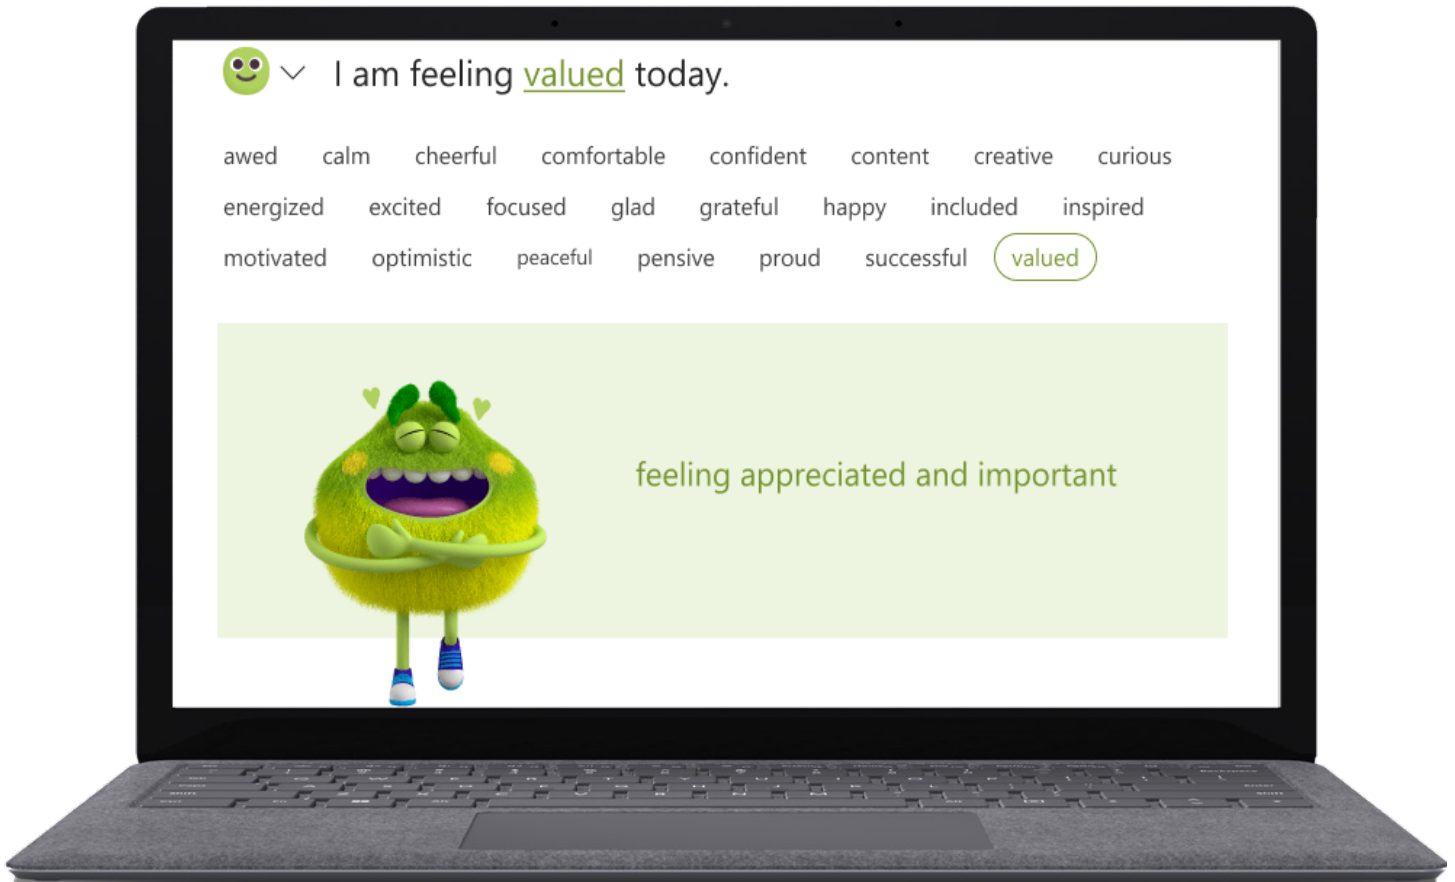 I am feeling valued today.
awed calm cheerful comfortable confident content creative curious
energized excited focused glad grateful happy included inspired
motivated optimistic peaceful pensive proud successful valued
feeling appreciated and important